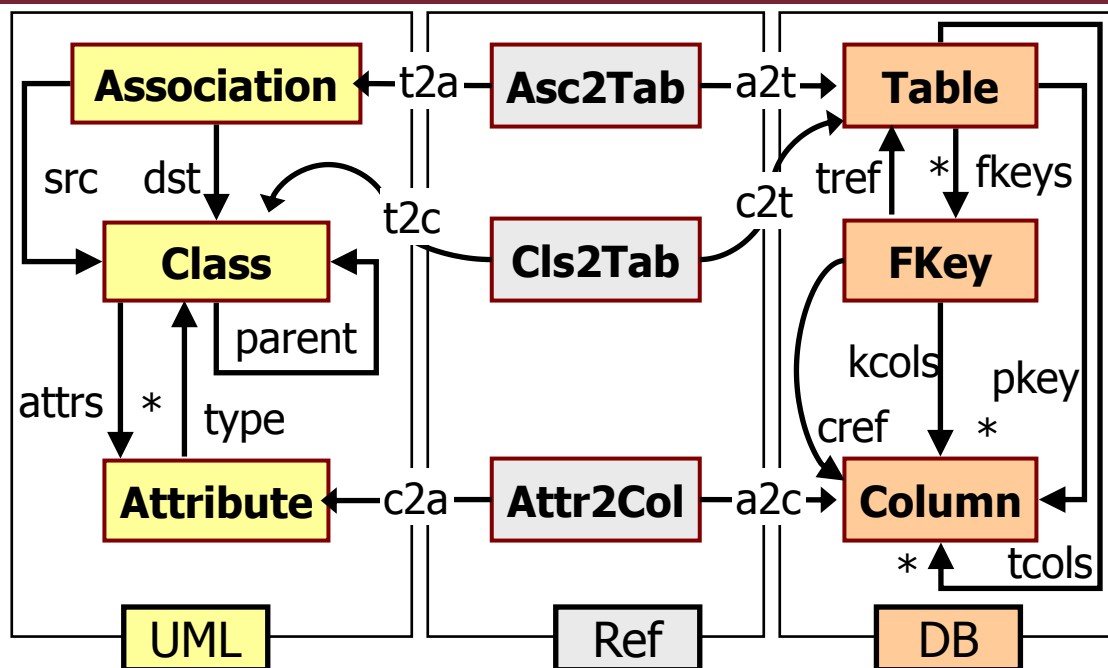 Association
t2a
Asc2Tab
a2t
Table
src
dst
t2c
c2t
tref
*
fkeys
Class
Cls2Tab
FKey
parent
kcols
pkey
attrs
*
type
cref
*
Attribute
c2a
Attr2Col
a2c
Column
*
tcols
UML
Ref
DB